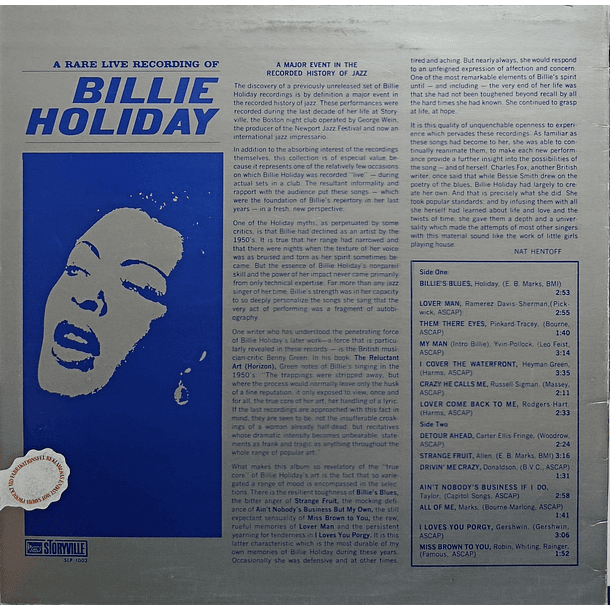 A RARE LIVE RECORDING OF
BILLIE
HOLIDAY
A MAJOR EVENT IN THE
RECORDED HISTORY OF JAZZ
The discovery of a previously unreleased set of Billie
Holiday recordings is by definition a major event in
the recorded history of jazz. These performances were
recorded during the last decade of her life at Story-
ville, the Boston night club operated by George Wein,
the producer of the Newport Jazz Festival and now an
international jazz impressario.
In addition to the absorbing interest of the recordings
themselves, this collection is of especial value be-
cause it represents one of the relatively few occasions
on which Billie Holiday was recorded "live" — during
actual sets in a club. The resultant informality and
rapport with the audience put these songs — which
were the foundation of Billie's repertory in her last
years — in a fresh, new perspective.
One of the Holiday myths, as perpetuated by some
critics, is that Billie had declined as an artist by the
1950's. It is true that her range had narrowed and
that there were nights when the texture of her voice
was as bruised and torn as her spirit sometimes be-
came. But the essence of Billie Holiday's nonpareil
skill and the power of her impact never came primarily
from only technical expertise. Far more than any jazz
singer of her time, Billie's strength was in her capacity
to so deeply personalize the songs she sang that the
very act of performing was a fragment of autobi-
ography.
One writer who has understood the penetrating force
of Billie Holiday's later work—a force that is particu-
larly revealed in these records — is the British musi-
cian-critic Benny Green. In his book, The Reluctant
Art (Horizon), Green notes of Billie's singing in the
1950's: "The trappings were stripped away, but
where the process would normally leave only the husk
of a fine reputation, it only exposed to view, once and
for all, the true core of her art, her handling of a lyric.
If the last recordings are approached with this fact in
mind, they are seen to be, not the insufferable croak-
ings of a woman already half-dead, but recitatives
whose dramatic intensity becomes unbearable, state-
ments as frank and tragic as anything throughout the
whole range of popular art."
What makes this album so revelatory of the "true
core" of Billie Holiday's art is the fact that so varie-
gated a range of mood is encompassed in the selec-
tions. There is the resilient toughness of Billie's Blues,
the bitter anger of Strange Fruit, the mocking defi-
ance of Ain't Nobody's Business But My Own, the still
expectant sensuality of Miss Brown to You, the rew-
rueful memories of Lover Man and the persistent
yearning for tenderness in I Loves You Porgy. It is this
latter characteristic which is the most durable of my
own memories of Billie Holiday during these years.
Occasionally she was defensive and at other times,
tired and aching. But nearly always, she would respond
to an unfeigned expression of affection and concern.
One of the most remarkable elements of Billie's spirit
until — and including — the very end of her life was
that she had not been toughened beyond recall by all
the hard times she had known. She continued to grasp
at life, at hope.
It is this quality of unquenchable openness to experi-
ence which pervades these recordings. As familiar as
these songs had become to her, she was able to con-
tinually reanimate them, to make each new perform-
ance provide a further insight into the possibilities of
the song — and of herself. Charles Fox, another British
writer, once said that while Bessie Smith drew on the
poetry of the blues, Billie Holiday had largely to cre-
ate her own. And that is precisely what she did. She
took popular standards, and by infusing them with all
she herself had learned about life and love and the
twists of time, she gave them a depth and a univer-
sality which made the attempts of most other singers
with this material sound like the work of little girls
playing house.
NAT HENTOFF
Side One:
BILLIE'S BLUES, Holiday, (E. B. Marks, BMI)
2:53
LOVER MAN, Ramerez Davis-Sherman,(Pick-
wick, ASCAP) 2:55
THEM THERE EYES, Pinkard-Tracey, (Bourne,
ASCAP) 1:40
MY MAN (Intro Billie), Yvin-Pollock, (Leo Feist,
ASCAP) 3:14
I COVER THE WATERFRONT, Heyman-Green,
(Harms, ASCAP) 3:35
CRAZY HE CALLS ME, Russell-Sigman, (Massey,
ASCAP) 2:11
LOVER COME BACK TO ME, Rodgers-Hart,
(Harms, ASCAP) 2:33
Side Two
DETOUR AHEAD, Carter-Ellis-Fringe, (Woodrow,
ASCAP) 2:24
STRANGE FRUIT, Allen, (E. B. Marks, BMI) 3:16
DRIVIN' ME CRAZY, Donaldson, (B.V.C., ASCAP)
1:31
AIN'T NOBODY'S BUSINESS IF I DO,
Taylor, (Capitol Songs, ASCAP) 2:58
ALL OF ME, Marks, (Bourne-Marlong, ASCAP)
1:41
I LOVES YOU PORGY, Gershwin, (Gershwin,
ASCAP) 3:06
MISS BROWN TO YOU, Robin, Whiting, Rainger,
(Famous, ASCAP) 1:52
STORYVILLE
SLP-1002